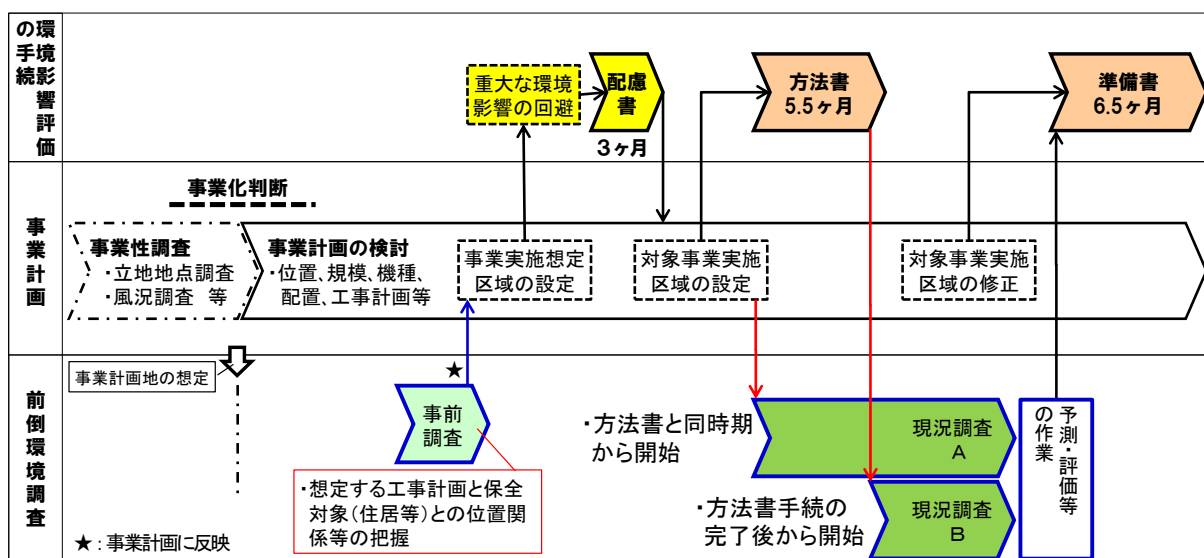 環境影響評価
の手続
重大な環境
影響の回避
配慮
書
3ヶ月
方法書
5.5ヶ月
準備書
6.5ヶ月
事業計画
事業化判断
事業性調査
・立地地点調査
・風況調査 等
事業計画の検討
・位置、規模、機種、
配置、工事計画等
事業実施想定
区域の設定
対象事業実施
区域の設定
対象事業実施
区域の修正
前倒環境調査
事業計画地の想定
★
事前
調査
・想定する工事計画と保全
対象(住居等)との位置関
係等の把握
・方法書と同時期
から開始
現況調査
A
・方法書手続の
完了後から開始
現況調査
B
予測・評価等
の作業
★:事業計画に反映